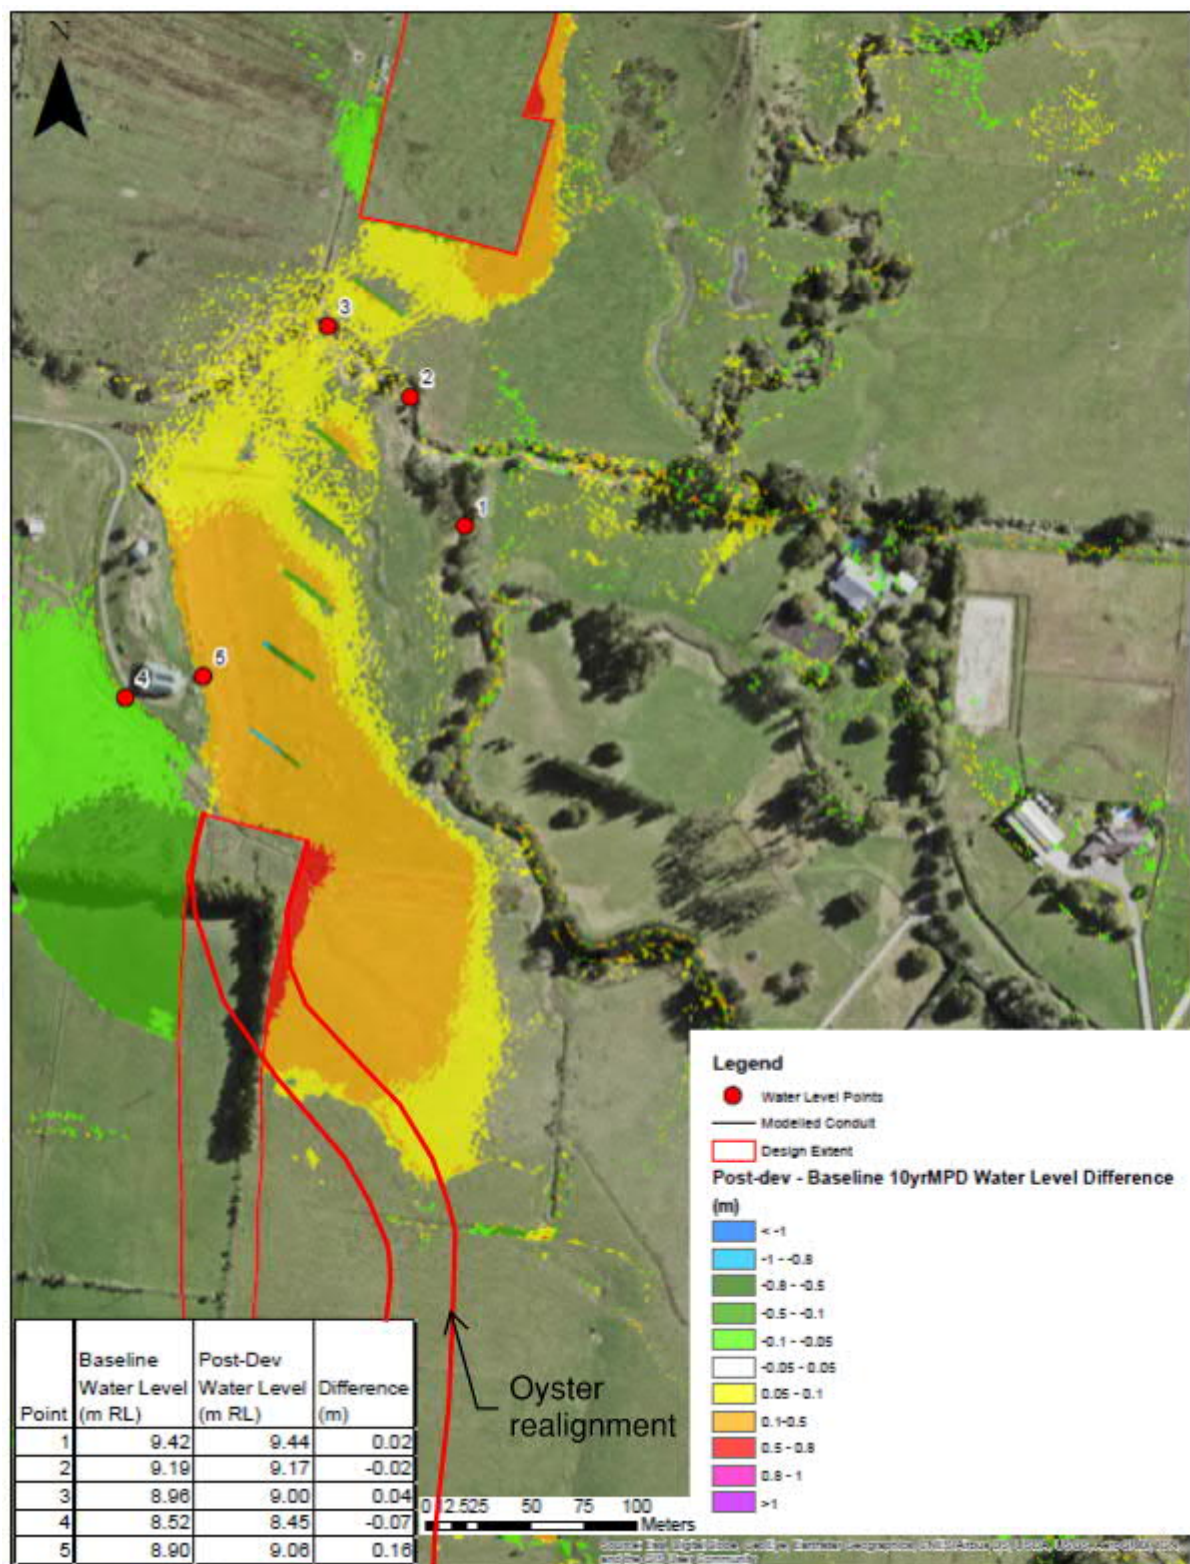 N
3
2
1
5
4
Legend
Water Level Points
Modelled Conduit
Design Extent
Post-dev - Baseline 10yrMPD Water Level Difference
(m)
< -1
-1 - -0.8
-0.8 - -0.5
-0.5 - -0.1
-0.1 - -0.05
-0.05 - 0.05
0.05 - 0.1
0.1-0.5
0.5 - 0.8
0.8 - 1
>1
Oyster
realignment
Point Baseline Water Level (m RL) Post-Dev Water Level (m RL) Difference (m)
1 9.42 9.44 0.02
2 9.19 9.17 -0.02
3 8.96 9.00 0.04
4 8.52 8.45 -0.07
5 8.90 9.06 0.16
0 12.525 50 75 100
Meters